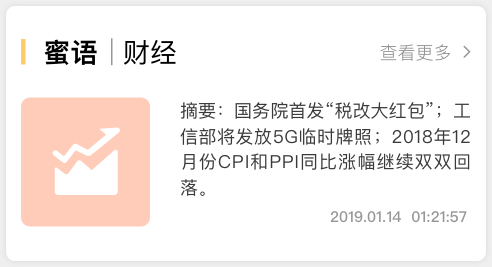 蜜语 | 财经
查看更多
摘要：国务院首发“税改大红包”；工
信部将发放5G临时牌照；2018年12
月份CPI和PPI同比涨幅继续双双回
落。
2019.01.14 01:21:57